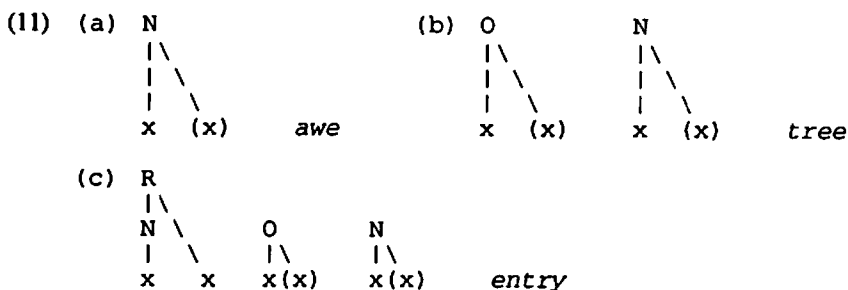 (11) (a) N (b) O N
| \ | \ | \
| \ | \ | \
| \ | \ | \
x (x) awe x (x) x (x) tree
(c) R
| \
N \ O N
| \ | \ | \
x x x(x) x(x) entry